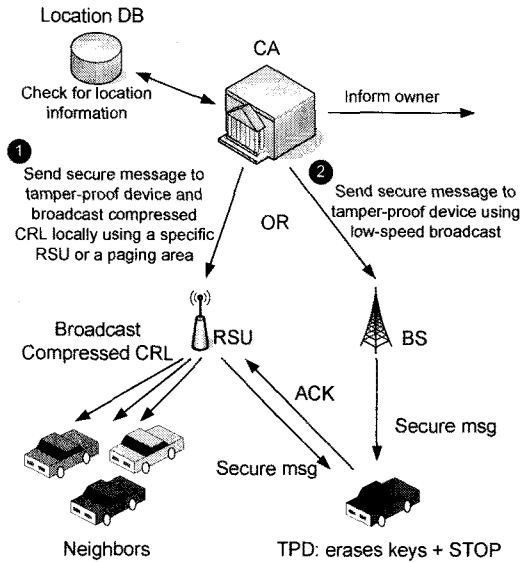 Location DB
CA
Check for location
information
Inform owner
1
Send secure message to
tamper-proof device and
broadcast compressed
CRL locally using a specific
RSU or a paging area
2
Send secure message to
tamper-proof device using
low-speed broadcast
OR
Broadcast
Compressed CRL
RSU
BS
ACK
Secure msg
Secure msg
Neighbors
TPD: erases keys + STOP